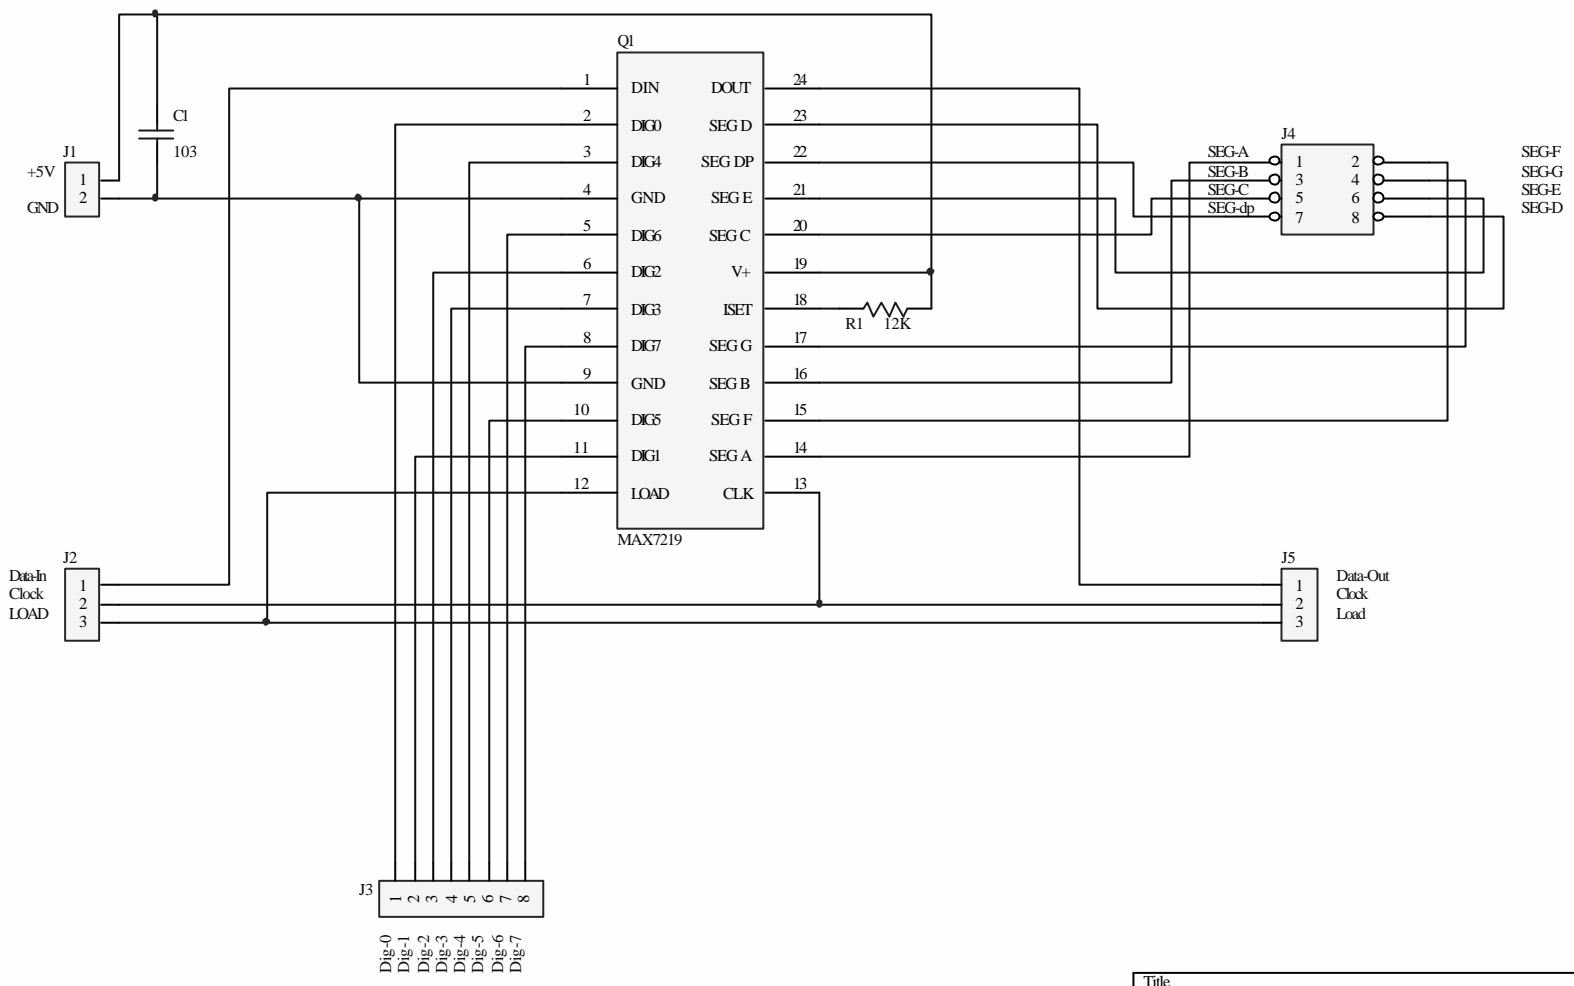 Q1
1 DIN DOUT 24
2 DIG0 SEG D 23
3 DIG4 SEG DP 22
4 GND SEG E 21
5 DIG6 SEG C 20
6 DIG2 V+ 19
7 DIG3 ISET 18
8 DIG7 SEG G 17
9 GND SEG B 16
10 DIG5 SEG F 15
11 DIG1 SEG A 14
12 LOAD CLK 13
MAX7219
C1
103
J1
+5V 1
GND 2
R1 12K
J4
SEG-A 1 2 SEG-F
SEG-B 3 4 SEG-G
SEG-C 5 6 SEG-E
SEG-dp 7 8 SEG-D
J2
Data-In 1
Clock 2
LOAD 3
J5
1 Data-Out
2 Clock
3 Load
J3
1 2 3 4 5 6 7 8
Dig-0
Dig-1
Dig-2
Dig-3
Dig-4
Dig-5
Dig-6
Dig-7
Title